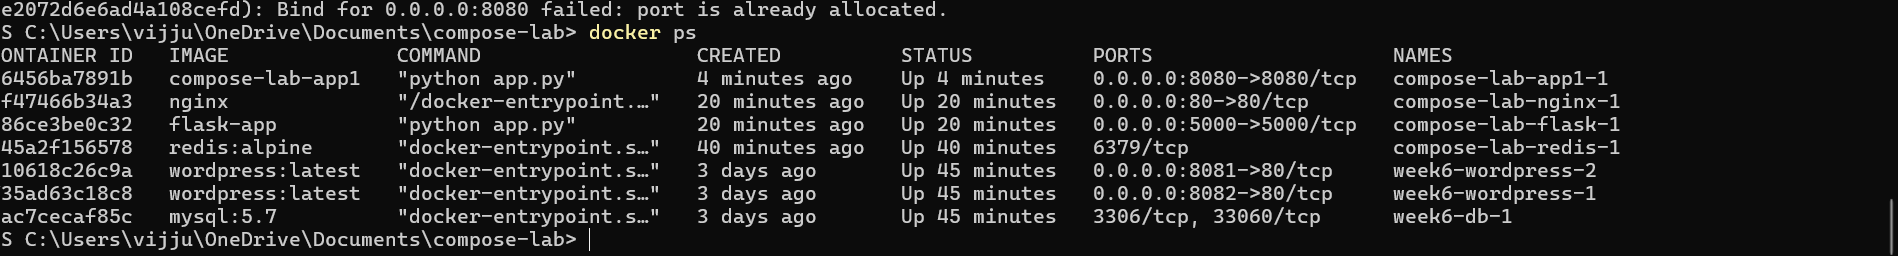 e2072d6e6ad4a108cefd): Bind for 0.0.0.0:8080 failed: port is already allocated.
S C:\Users\vijju\OneDrive\Documents\compose-lab> docker ps
ONTAINER ID   IMAGE              COMMAND                  CREATED          STATUS          PORTS                    NAMES
6456ba7891b   compose-lab-app1   "python app.py"          4 minutes ago    Up 4 minutes    0.0.0.0:8080->8080/tcp   compose-lab-app1-1
f47466b34a3   nginx              "/docker-entrypoint.…"   20 minutes ago   Up 20 minutes   0.0.0.0:80->80/tcp       compose-lab-nginx-1
86ce3be0c32   flask-app          "python app.py"          20 minutes ago   Up 20 minutes   0.0.0.0:5000->5000/tcp   compose-lab-flask-1
45a2f156578   redis:alpine       "docker-entrypoint.s…"   40 minutes ago   Up 40 minutes   6379/tcp                 compose-lab-redis-1
10618c26c9a   wordpress:latest   "docker-entrypoint.s…"   3 days ago       Up 45 minutes   0.0.0.0:8081->80/tcp     week6-wordpress-2
35ad63c18c8   wordpress:latest   "docker-entrypoint.s…"   3 days ago       Up 45 minutes   0.0.0.0:8082->80/tcp     week6-wordpress-1
ac7cecaf85c   mysql:5.7          "docker-entrypoint.s…"   3 days ago       Up 45 minutes   3306/tcp, 33060/tcp      week6-db-1
S C:\Users\vijju\OneDrive\Documents\compose-lab>